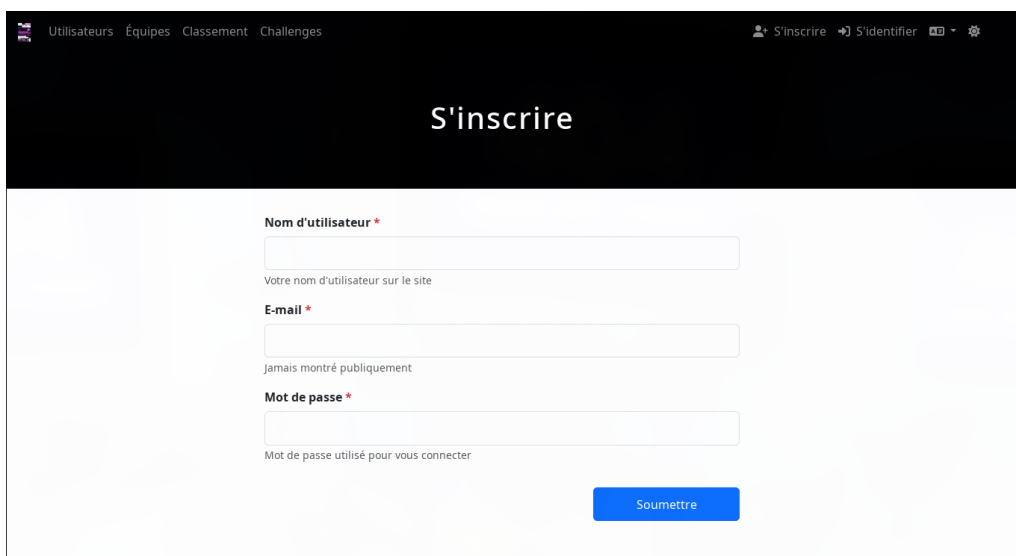 Utilisateurs Équipes Classement Challenges S'inscrire S'identifier
S'inscrire
Nom d'utilisateur *
Votre nom d'utilisateur sur le site
E-mail *
Jamais montré publiquement
Mot de passe *
Mot de passe utilisé pour vous connecter
Soumettre